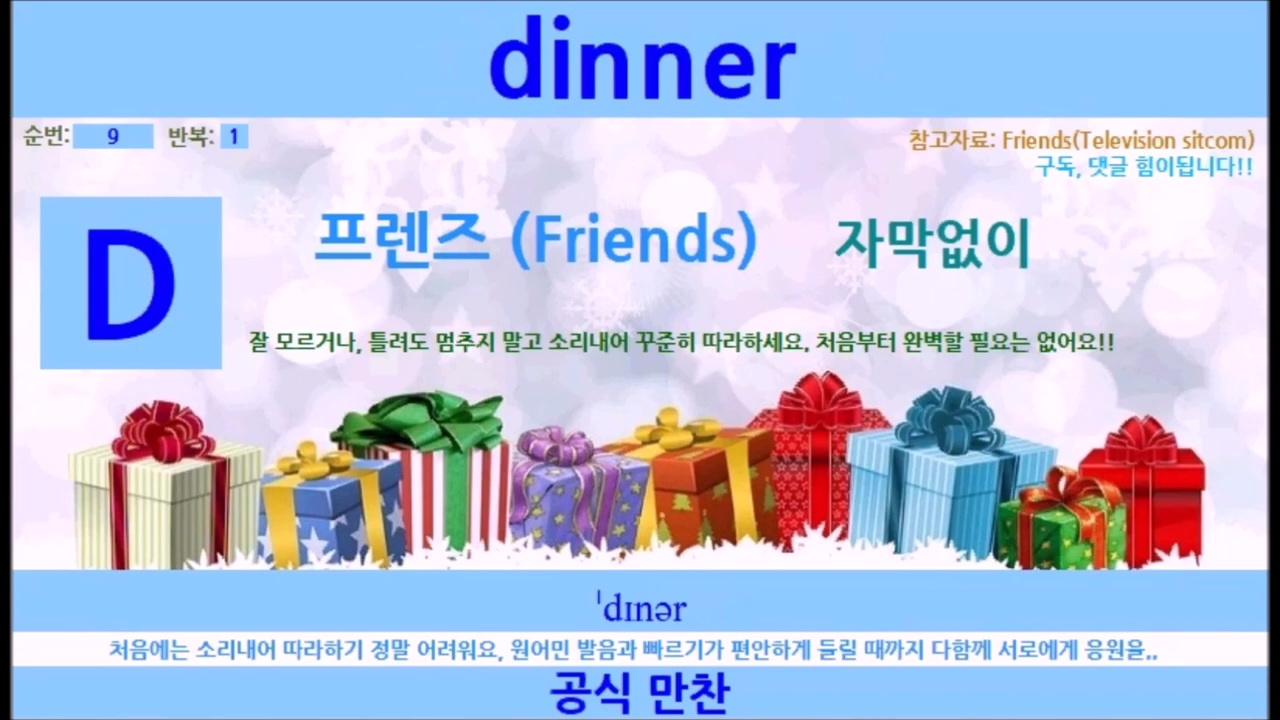 dinner
순번: 9 반복: 1
참고자료: Friends(Television sitcom)
구독, 댓글 힘이됩니다!!
D
프렌즈 (Friends) 자막없이
잘 모르거나, 틀려도 멈추지 말고 소리내어 꾸준히 따라하세요. 처음부터 완벽할 필요는 없어요!!
ˈdɪnər
처음에는 소리내어 따라하기 정말 어려워요, 원어민 발음과 빠르기가 편안하게 들릴 때까지 다함께 서로에게 응원을..
공식 만찬